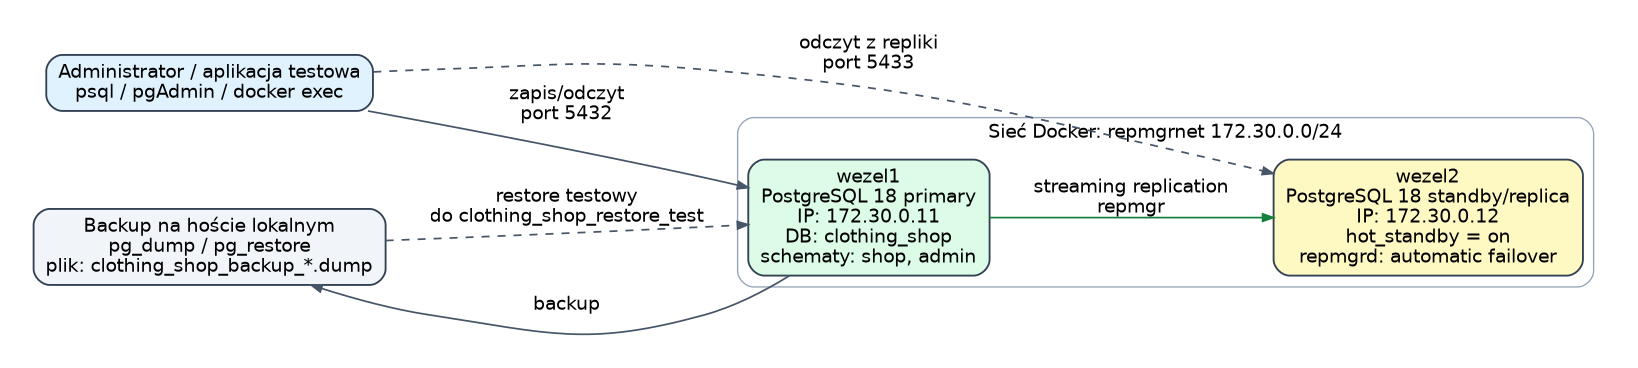 odczyt z repliki
port 5433
Administrator / aplikacja testowa
psql / pgAdmin / docker exec
zapis/odczyt
port 5432
Sieć Docker: repmgrnet 172.30.0.0/24
wezel1
PostgreSQL 18 primary
IP: 172.30.0.11
DB: clothing_shop
schematy: shop, admin
streaming replication
repmgr
wezel2
PostgreSQL 18 standby/replica
IP: 172.30.0.12
hot_standby = on
repmgrd: automatic failover
restore testowy
do clothing_shop_restore_test
Backup na hoście lokalnym
pg_dump / pg_restore
plik: clothing_shop_backup_*.dump
backup